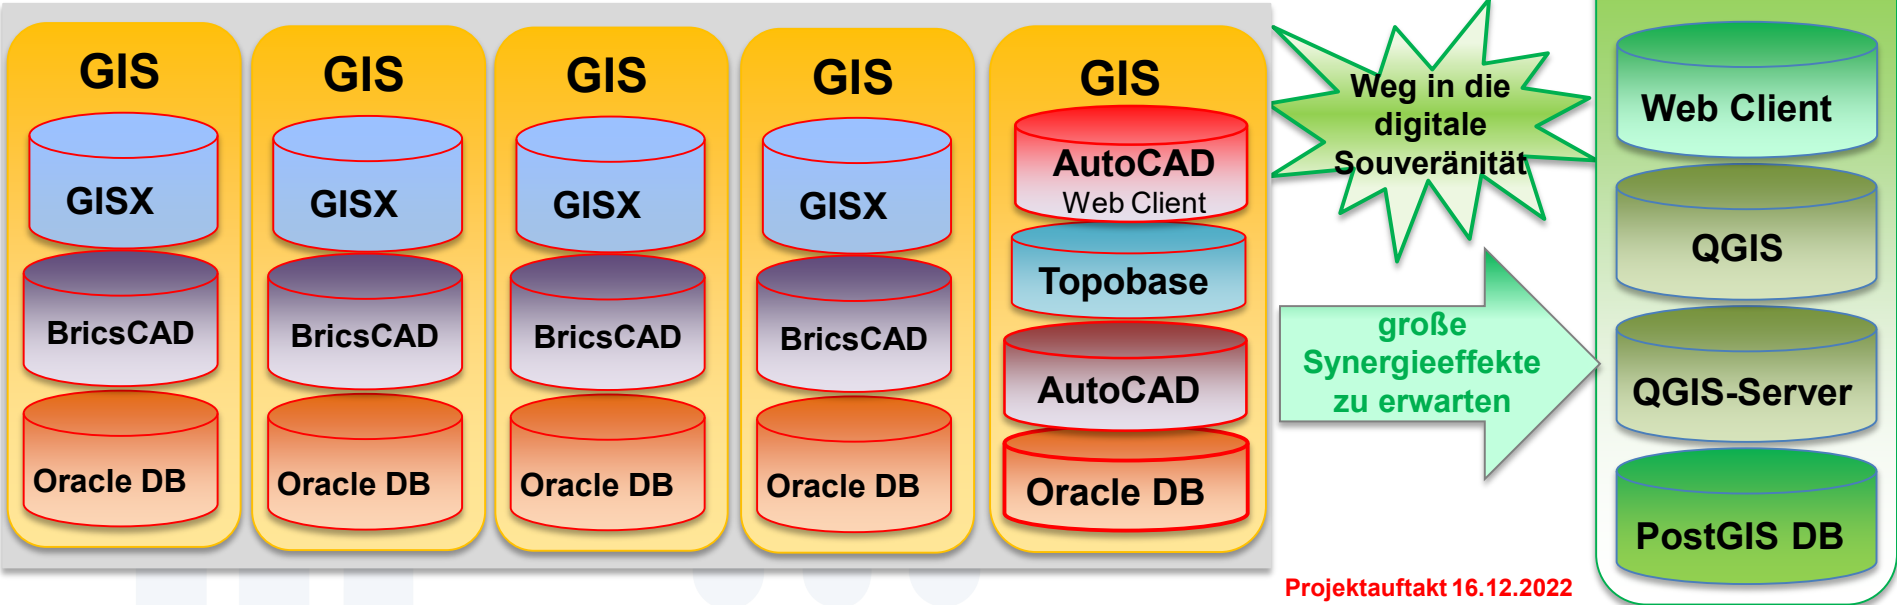 GIS
GISX
BricsCAD
Oracle DB
GIS
GISX
BricsCAD
Oracle DB
GIS
GISX
BricsCAD
Oracle DB
GIS
GISX
BricsCAD
Oracle DB
GIS
AutoCAD
Web Client
Topobase
AutoCAD
Oracle DB
Weg in die
digitale
Souveränität
große
Synergieeffekte
zu erwarten
Projektauftakt 16.12.2022
Web Client
QGIS
QGIS-Server
PostGIS DB